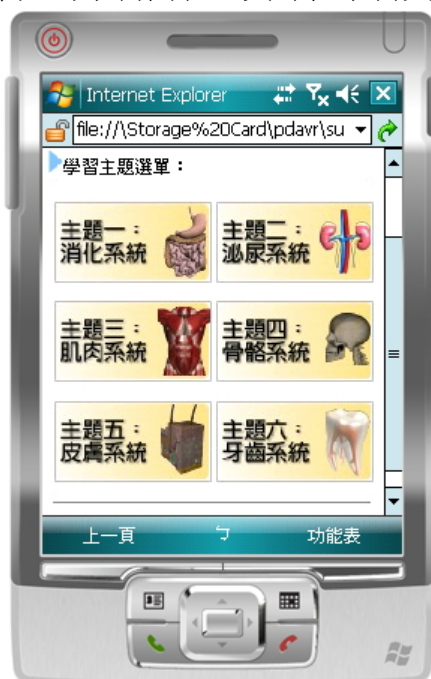 Internet Explorer
file://\Storage%20Card\pdavr\su
學習主題選單：
主題一：
消化系統
主題二：
泌尿系統
主題三：
肌肉系統
主題四：
骨骼系統
主題五：
皮膚系統
主題六：
牙齒系統
上一頁
功能表